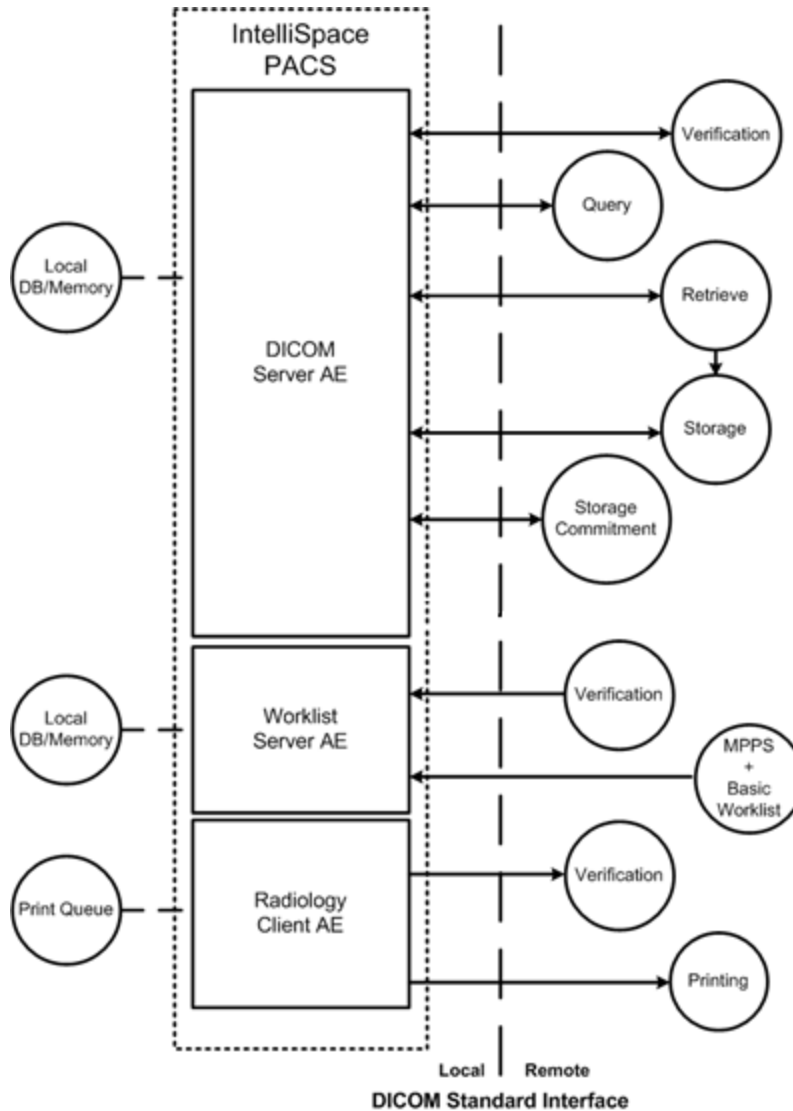 IntelliSpace
PACS
Verification
Query
Local
DB/Memory
Retrieve
DICOM
Server AE
Storage
Storage
Commitment
Verification
Local
DB/Memory
Worklist
Server AE
MPPS
+
Basic
Worklist
Verification
Print Queue
Radiology
Client AE
Printing
Local
Remote
DICOM Standard Interface